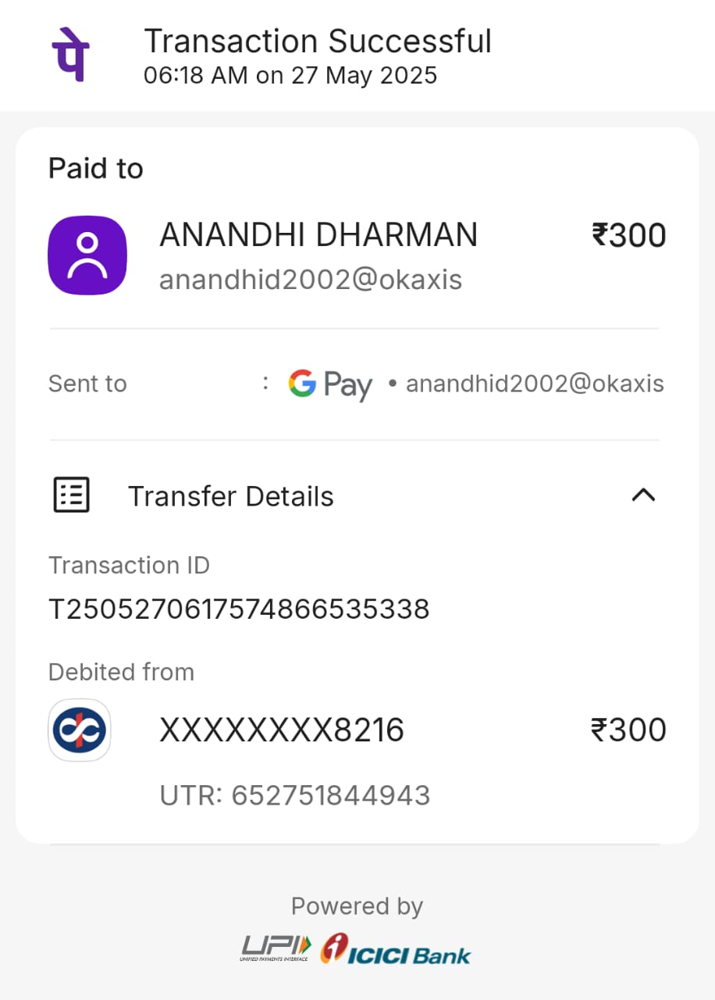 पे
Transaction Successful
06:18 AM on 27 May 2025
Paid to
ANANDHI DHARMAN ₹300
anandhid2002@okaxis
Sent to : G Pay • anandhid2002@okaxis
Transfer Details
Transaction ID
T2505270617574866535338
Debited from
XXXXXXXX8216 ₹300
UTR: 652751844943
Powered by
UPI ICICI Bank
UNIFIED PAYMENTS INTERFACE